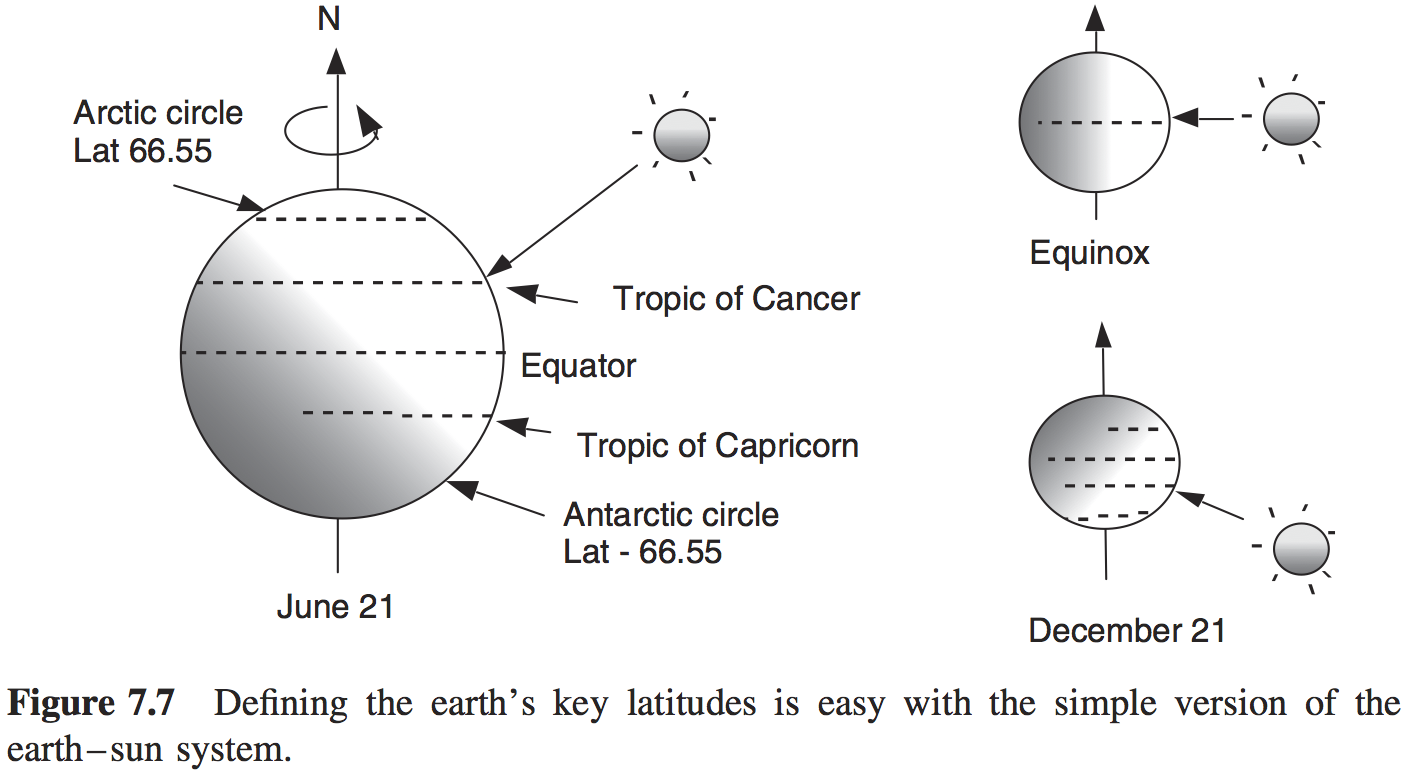 N
Arctic circle
Lat 66.55
Tropic of Cancer
Equator
Tropic of Capricorn
Antarctic circle
Lat - 66.55
June 21
Equinox
December 21
Figure 7.7 Defining the earth's key latitudes is easy with the simple version of the
earth–sun system.